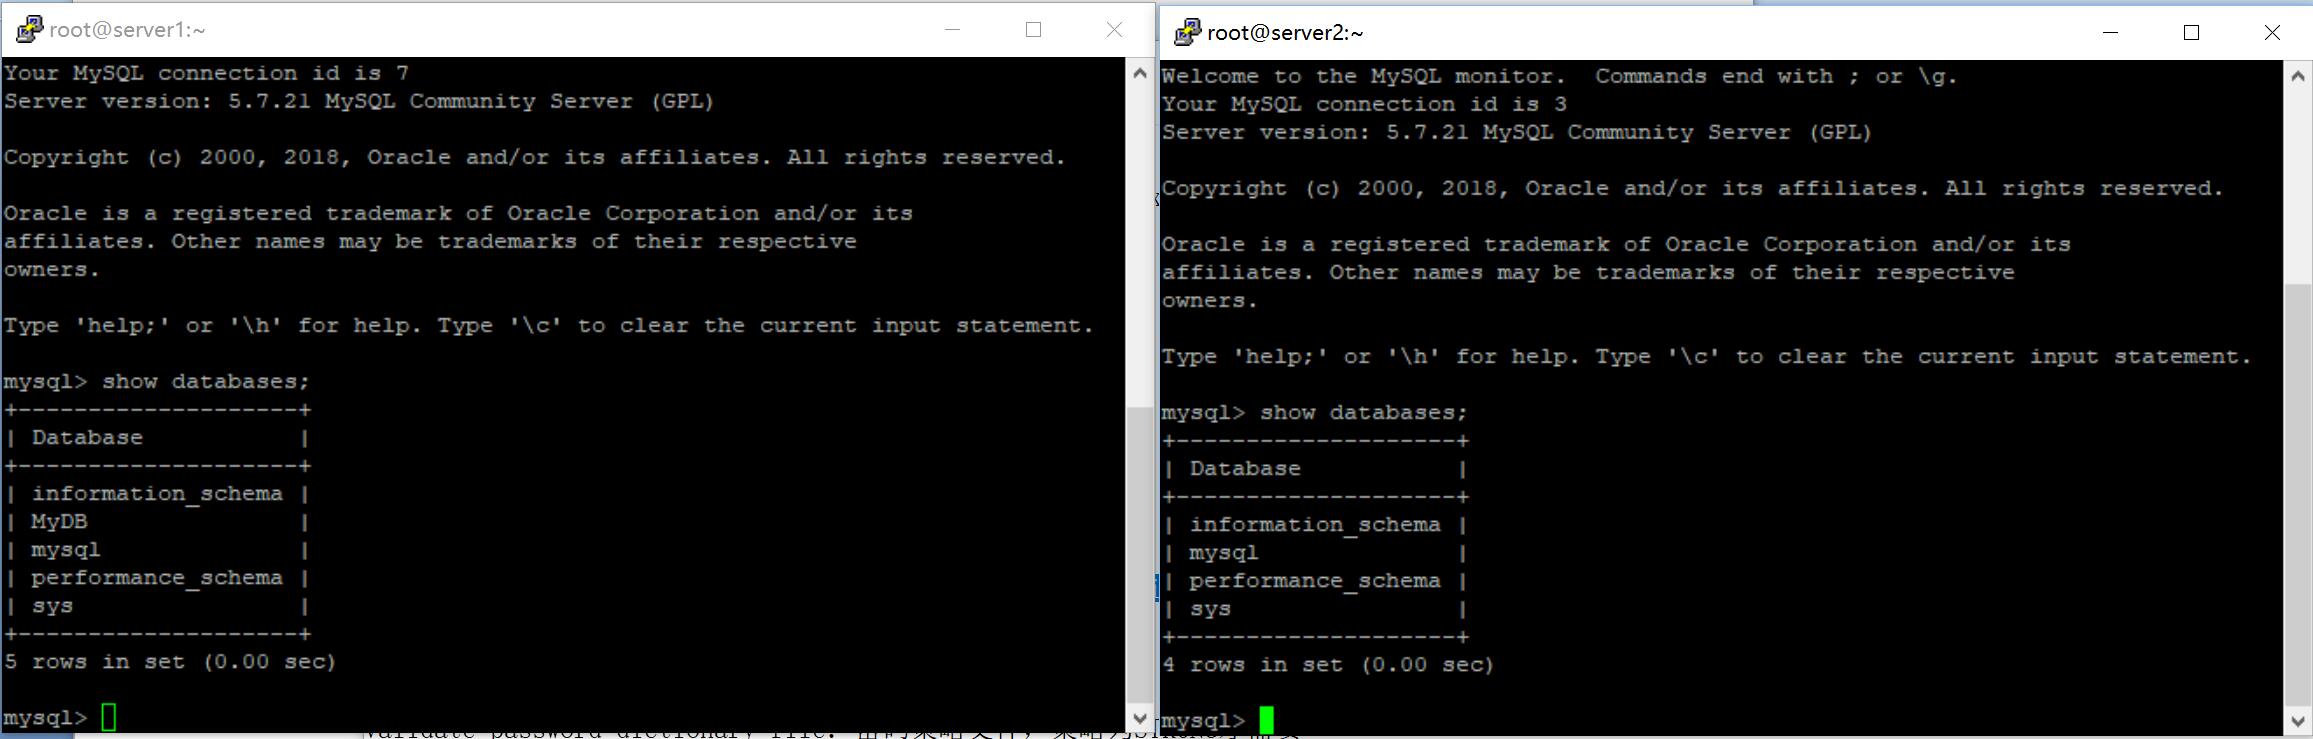 root@server1:~
Your MySQL connection id is 7
Server version: 5.7.21 MySQL Community Server (GPL)
Copyright (c) 2000, 2018, Oracle and/or its affiliates. All rights reserved.
Oracle is a registered trademark of Oracle Corporation and/or its
affiliates. Other names may be trademarks of their respective
owners.
Type 'help;' or '\h' for help. Type '\c' to clear the current input statement.
mysql> show databases;
+--------------------+
| Database           |
+--------------------+
| information_schema |
| MyDB               |
| mysql              |
| performance_schema |
| sys                |
+--------------------+
5 rows in set (0.00 sec)
mysql>
root@server2:~
Welcome to the MySQL monitor.  Commands end with ; or \g.
Your MySQL connection id is 3
Server version: 5.7.21 MySQL Community Server (GPL)
Copyright (c) 2000, 2018, Oracle and/or its affiliates. All rights reserved.
Oracle is a registered trademark of Oracle Corporation and/or its
affiliates. Other names may be trademarks of their respective
owners.
Type 'help;' or '\h' for help. Type '\c' to clear the current input statement.
mysql> show databases;
+--------------------+
| Database           |
+--------------------+
| information_schema |
| mysql              |
| performance_schema |
| sys                |
+--------------------+
4 rows in set (0.00 sec)
mysql>